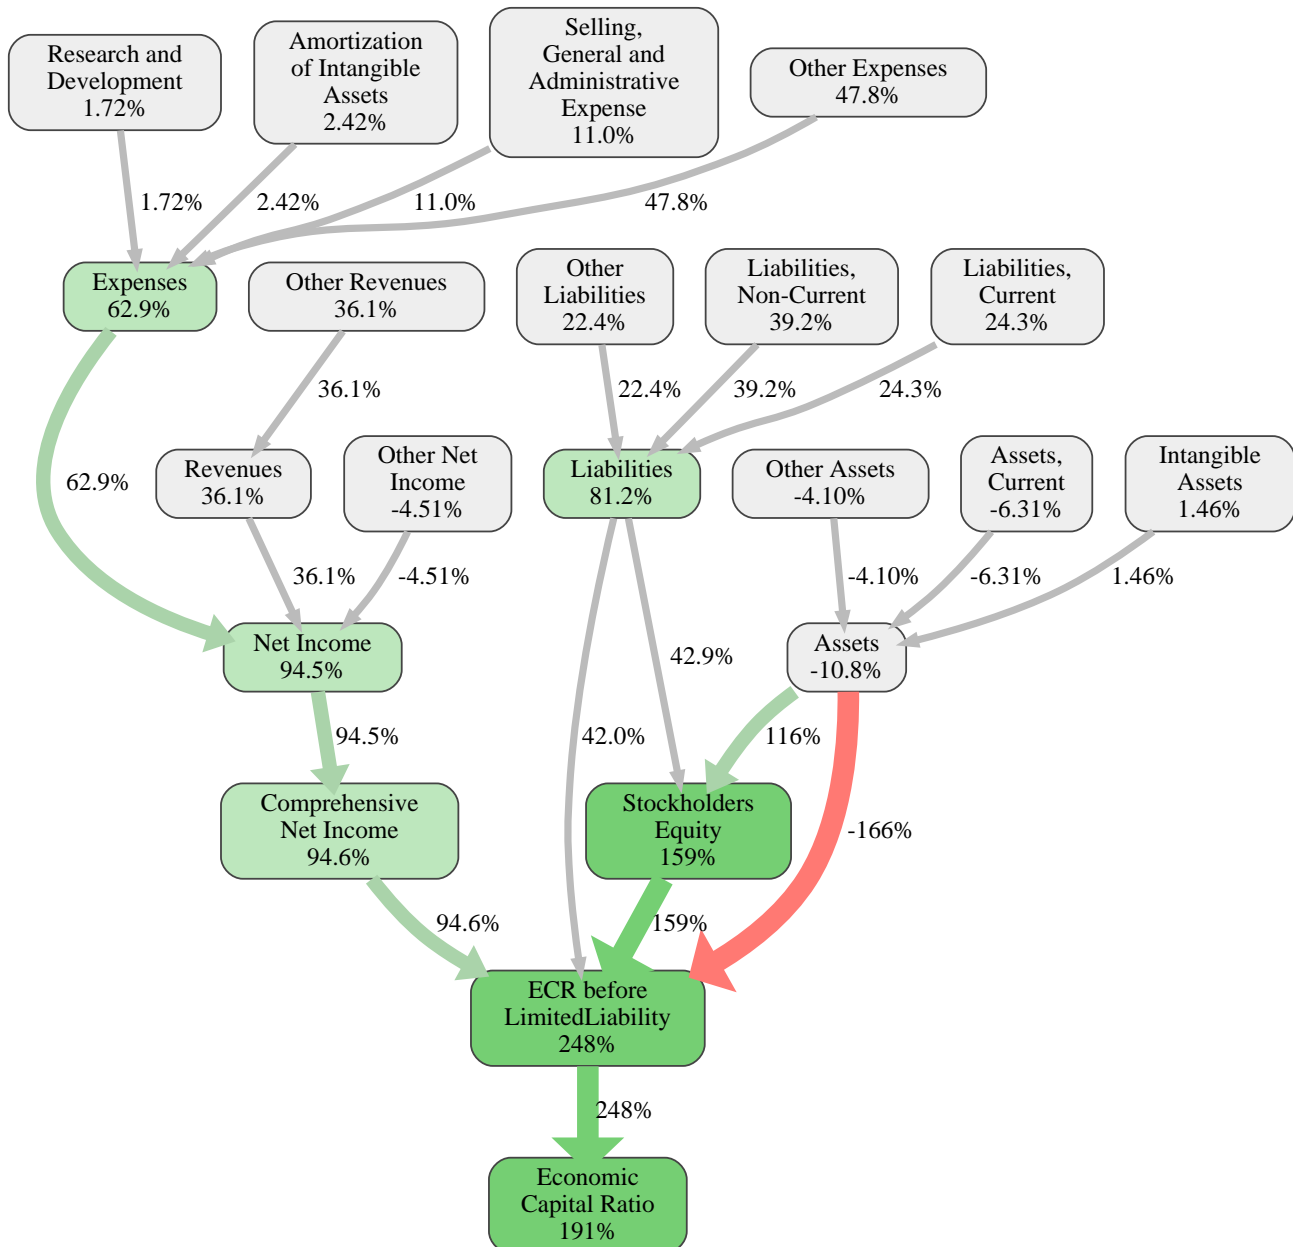 Research and
Development
1.72%
Amortization
of Intangible
Assets
2.42%
Selling,
General and
Administrative
Expense
11.0%
Other Expenses
47.8%
1.72%
2.42%
11.0%
47.8%
Expenses
62.9%
Other Revenues
36.1%
Other
Liabilities
22.4%
Liabilities,
Non-Current
39.2%
Liabilities,
Current
24.3%
36.1%
22.4%
39.2%
24.3%
62.9%
Revenues
36.1%
Other Net
Income
-4.51%
Liabilities
81.2%
Other Assets
-4.10%
Assets,
Current
-6.31%
Intangible
Assets
1.46%
36.1%
-4.51%
-4.10%
-6.31%
1.46%
Net Income
94.5%
42.9%
Assets
-10.8%
94.5%
42.0%
116%
-166%
Comprehensive
Net Income
94.6%
Stockholders
Equity
159%
94.6%
159%
ECR before
LimitedLiability
248%
248%
Economic
Capital Ratio
191%